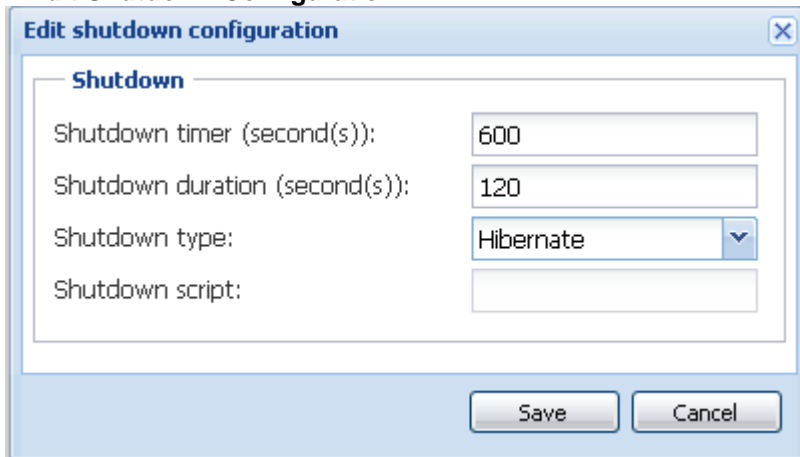 Edit shutdown configuration
Shutdown
Shutdown timer (second(s)): 600
Shutdown duration (second(s)): 120
Shutdown type: Hibernate
Shutdown script:
Save Cancel